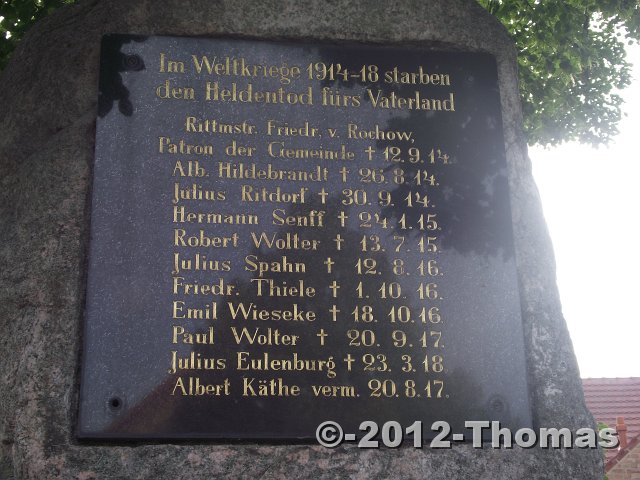 Im Weltkriege 1914-18 starben
den Heldentod fürs Vaterland
Rittmstr. Friedr. v. Rochow,
Patron der Gemeinde † 12.9.14.
Alb. Hildebrandt † 26.8.14.
Julius Ritdorf † 30.9.14.
Hermann Senff † 24.1.15.
Robert Wolter † 13.7.15.
Julius Spahn † 12.8.16.
Friedr. Thiele † 1.10.16.
Emil Wieseke † 18.10.16.
Paul Wolter † 20.9.17.
Julius Eulenburg † 23.3.18.
Albert Käthe verm. 20.8.17.
©-2012-Thomas